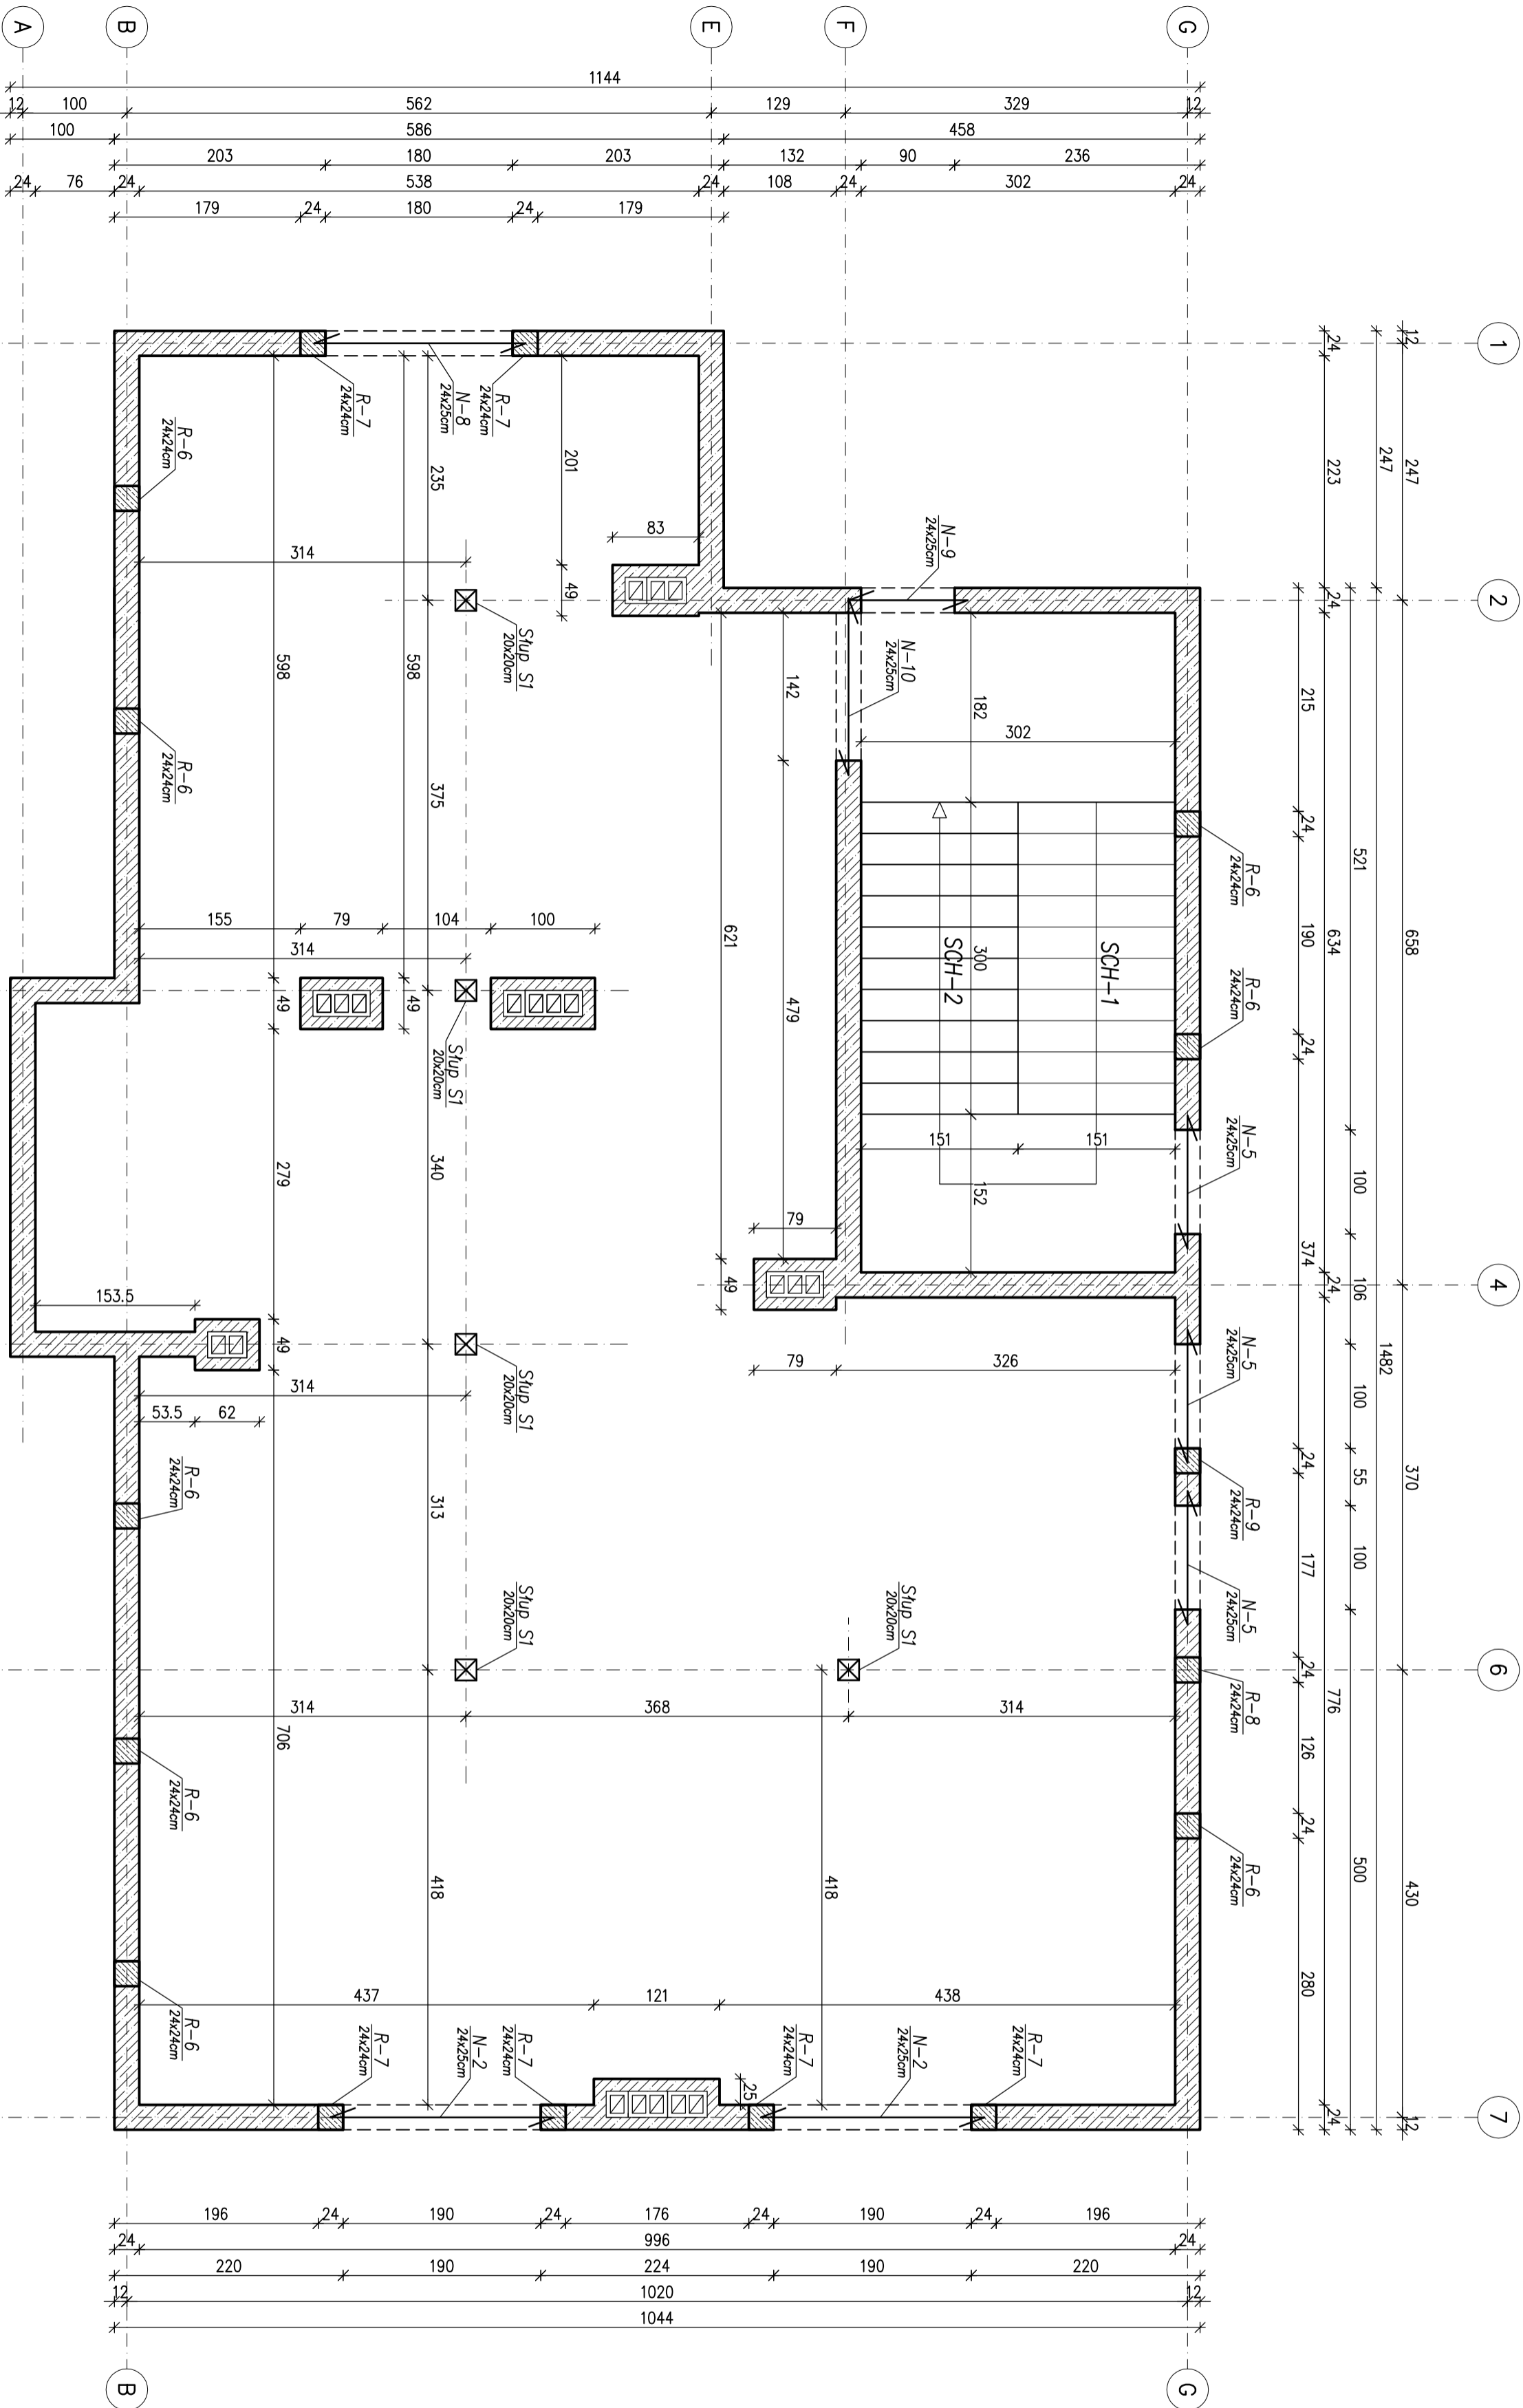 A
B
E
F
G
1144
12
100
562
129
329
12
100
586
458
203
180
203
132
90
236
24
76
24
538
24
108
24
302
24
179
24
180
24
179
1
2
4
6
7
12
247
658
370
430
12
247
1482
521
100
106
100
55
100
500
24
223
24
634
24
776
24
215
24
190
24
374
24
177
24
126
24
280
R-7
24x24cm
N-8
24x25cm
R-7
24x24cm
R-6
24x24cm
201
235
83
314
49
N-9
24x25cm
N-10
24x25cm
Słup S1
20x20cm
598
598
142
182
302
R-6
24x24cm
375
R-6
24x24cm
155
79
104
100
314
621
479
300
SCH-2
SCH-1
R-6
24x24cm
49
49
Słup S1
20x20cm
N-5
24x25cm
151
151
152
279
340
79
49
153.5
49
N-5
24x25cm
79
326
314
53.5
62
Słup S1
20x20cm
R-6
24x24cm
313
R-9
24x24cm
N-5
24x25cm
Słup S1
20x20cm
Słup S1
20x20cm
R-8
24x24cm
314
368
314
706
R-6
24x24cm
R-6
24x24cm
418
418
437
121
438
R-6
24x24cm
R-7
24x24cm
N-2
24x25cm
R-7
24x24cm
25
R-7
24x24cm
N-2
24x25cm
R-7
24x24cm
196
24
190
24
176
24
190
24
196
24
996
24
220
190
224
190
220
12
1020
12
1044
B
G